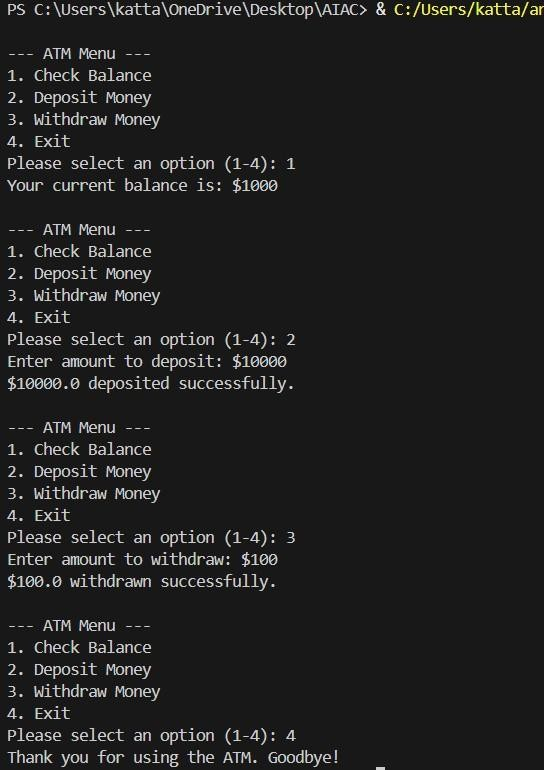 PS C:\Users\katta\OneDrive\Desktop\AIAC> & C:/Users/katta/ar
--- ATM Menu ---
1. Check Balance
2. Deposit Money
3. Withdraw Money
4. Exit
Please select an option (1-4): 1
Your current balance is: $1000
--- ATM Menu ---
1. Check Balance
2. Deposit Money
3. Withdraw Money
4. Exit
Please select an option (1-4): 2
Enter amount to deposit: $10000
$10000.0 deposited successfully.
--- ATM Menu ---
1. Check Balance
2. Deposit Money
3. Withdraw Money
4. Exit
Please select an option (1-4): 3
Enter amount to withdraw: $100
$100.0 withdrawn successfully.
--- ATM Menu ---
1. Check Balance
2. Deposit Money
3. Withdraw Money
4. Exit
Please select an option (1-4): 4
Thank you for using the ATM. Goodbye!